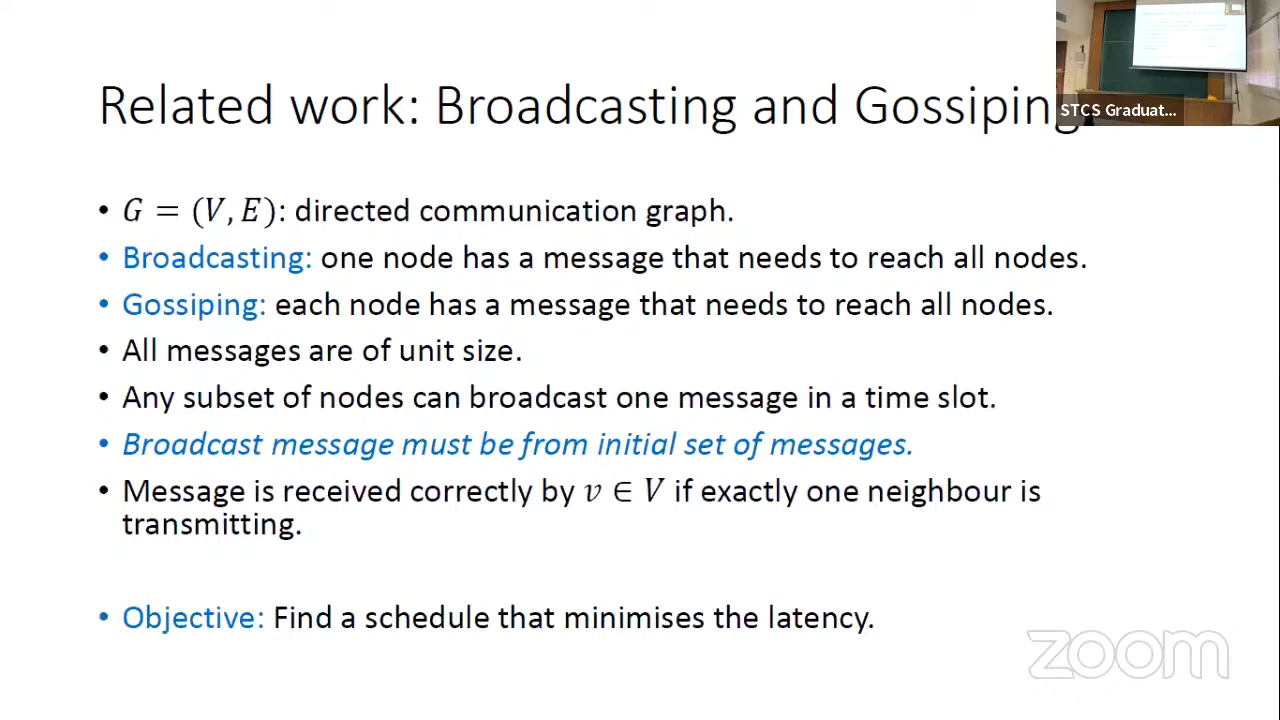 Related work: Broadcasting and Gossiping
STCS Graduat...
• G = (V, E): directed communication graph.
• Broadcasting: one node has a message that needs to reach all nodes.
• Gossiping: each node has a message that needs to reach all nodes.
• All messages are of unit size.
• Any subset of nodes can broadcast one message in a time slot.
• Broadcast message must be from initial set of messages.
• Message is received correctly by v ∈ V if exactly one neighbour is
transmitting.
• Objective: Find a schedule that minimises the latency.
zoom